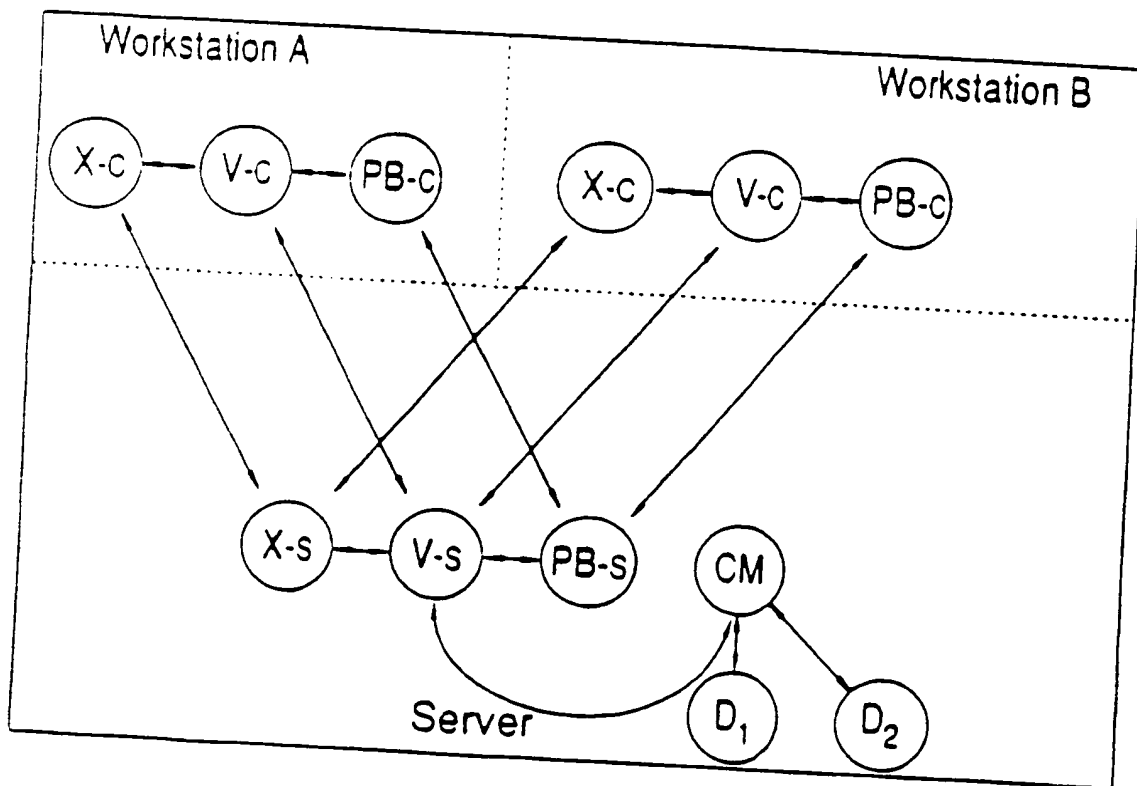 Workstation A
Workstation B
X-c
V-c
PB-c
X-c
V-c
PB-c
X-s
V-s
PB-s
CM
Server
D1
D2